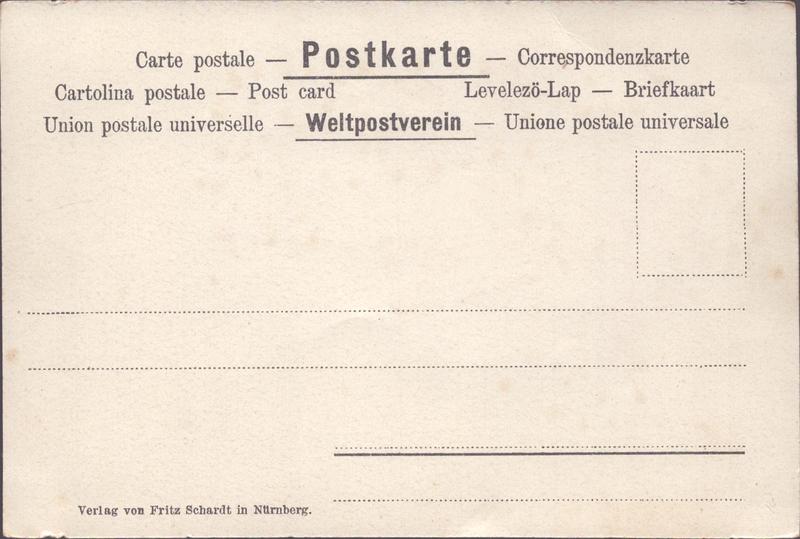 Carte postale — Postkarte — Correspondenzkarte
Cartolina postale — Post card Levelezö-Lap — Briefkaart
Union postale universelle — Weltpostverein — Unione postale universale
Verlag von Fritz Schardt in Nürnberg.